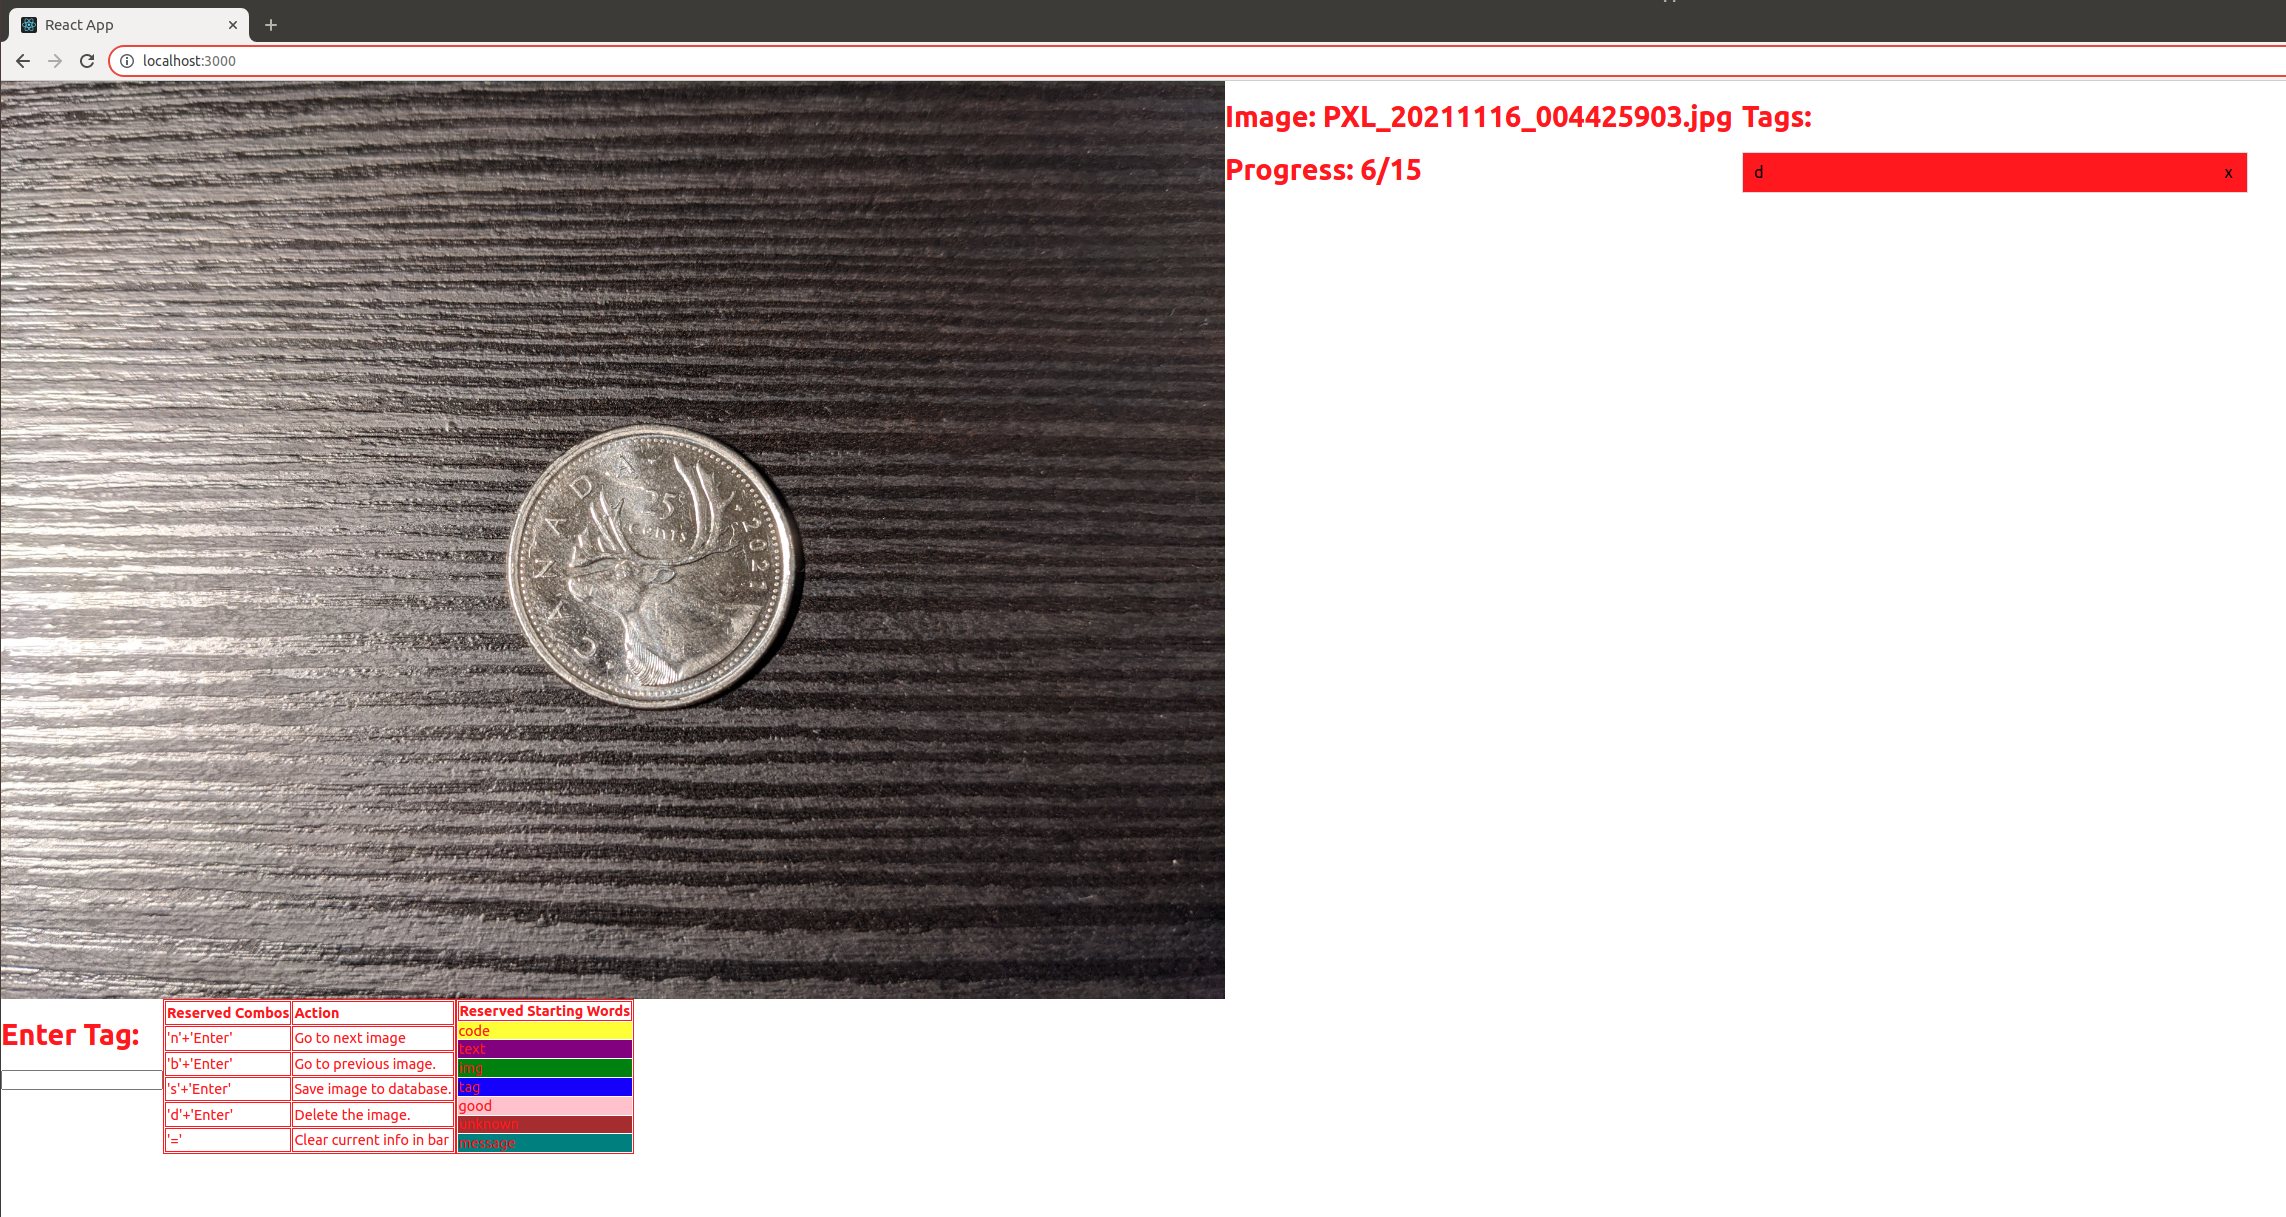 React App
localhost:3000
Image: PXL_20211116_004425903.jpg
Tags:
Progress: 6/15
d x
CANADA
25
cents
2021
Enter Tag:
Reserved Combos Action
'n'+'Enter' Go to next image
'b'+'Enter' Go to previous image.
's'+'Enter' Save image to database.
'd'+'Enter' Delete the image.
'=' Clear current info in bar
Reserved Starting Words
code
text
img
tag
good
unknown
message